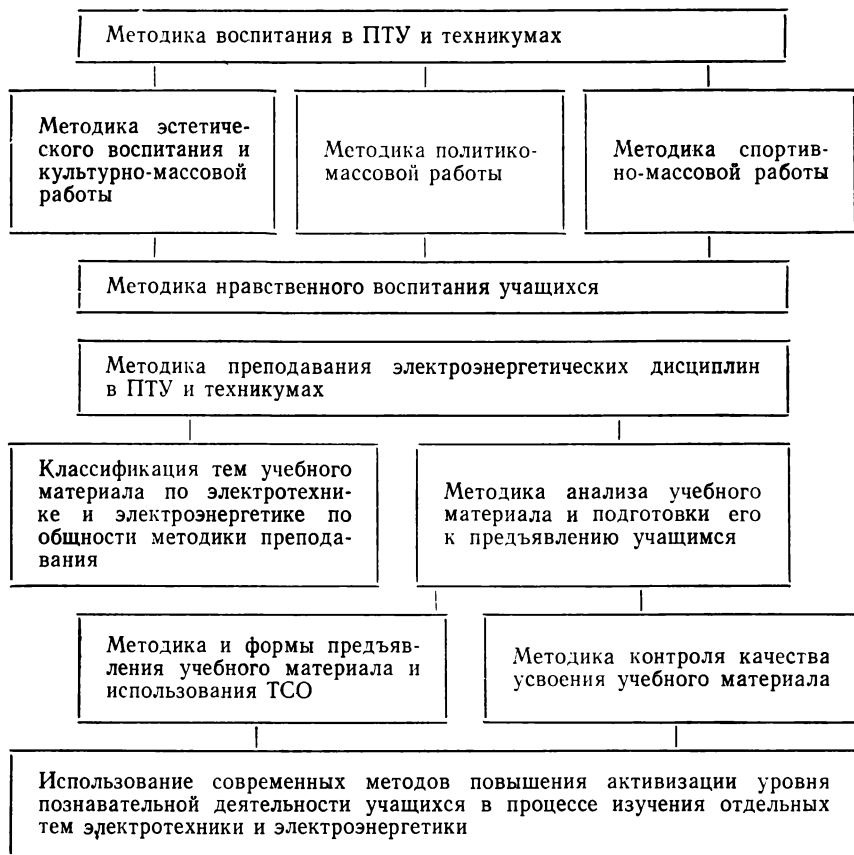 Методика воспитания в ПТУ и техникумах
Методика эстетиче-
ского воспитания и
культурно-массовой
работы
Методика политико-
массовой работы
Методика спортив-
но-массовой работы
Методика нравственного воспитания учащихся
Методика преподавания электроэнергетических дисциплин
в ПТУ и техникумах
Классификация тем учебного
материала по электротехни-
ке и электроэнергетике по
общности методики препода-
вания
Методика анализа учебного
материала и подготовки его
к предъявлению учащимся
Методика и формы предъяв-
ления учебного материала и
использования ТСО
Методика контроля качества
усвоения учебного материала
Использование современных методов повышения активизации уровня
познавательной деятельности учащихся в процессе изучения отдельных
тем электротехники и электроэнергетики